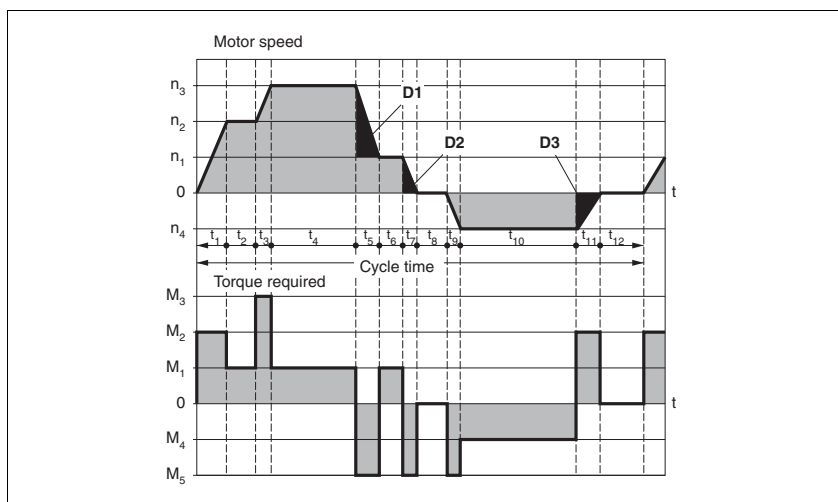 Motor speed
n3
D1
n2
n1
D2
D3
0
t
n4
t1 t2 t3 t4 t5 t6 t7 t8 t9 t10 t11 t12
Cycle time
Torque required
M3
M2
M1
0
t
M4
M5